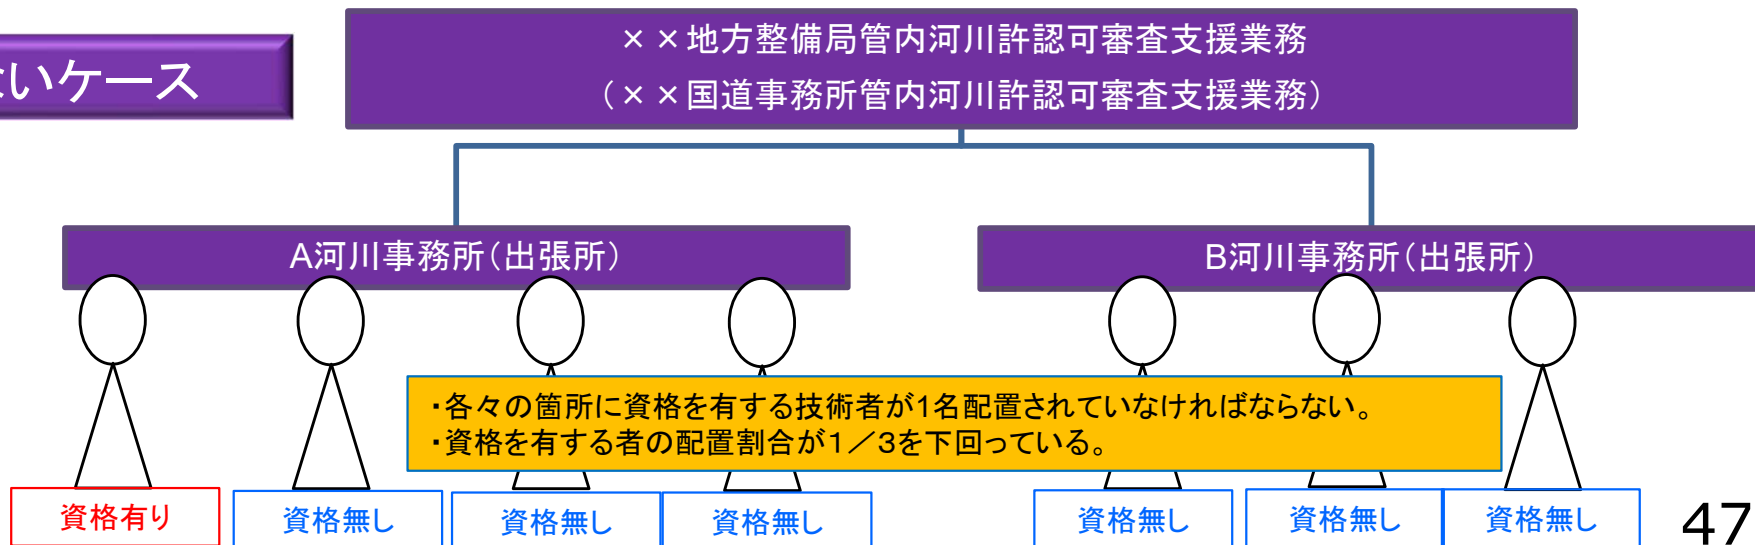 いケース
××地方整備局管内河川許認可審査支援業務
(××国道事務所管内河川許認可審査支援業務)
A河川事務所(出張所)
B河川事務所(出張所)
・各々の箇所に資格を有する技術者が1名配置されていなければならない。
・資格を有する者の配置割合が1/3を下回っている。
資格有り
資格無し
資格無し
資格無し
資格無し
資格無し
資格無し
47